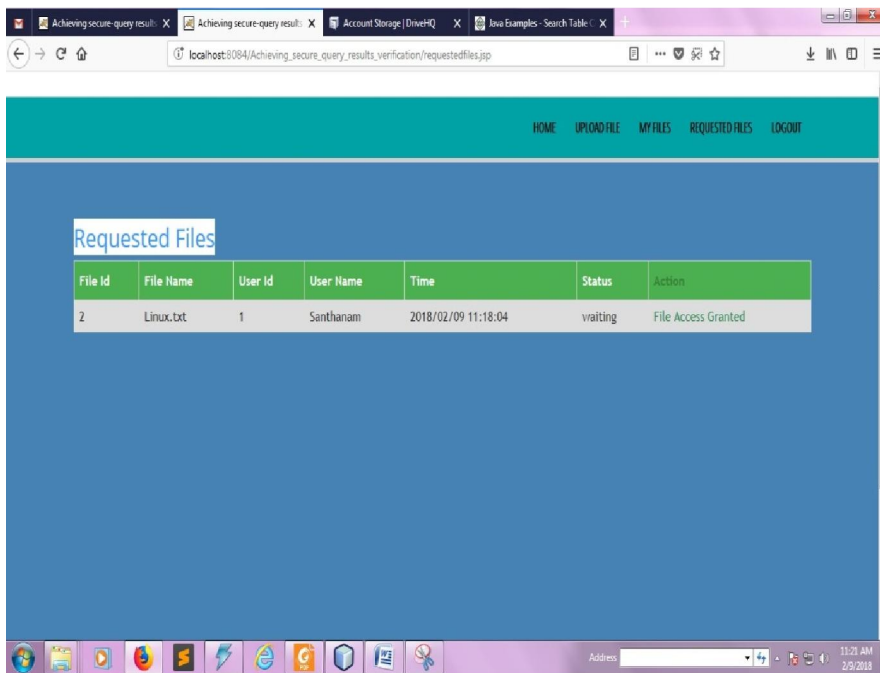 Achieving secure-query results X Achieving secure-query results X Account Storage | DriveHQ X Java Examples - Search Table C X
localhost:8084/Achieving_secure_query_results_verification/requestedfiles.jsp
HOME UPLOAD FILE MY FILES REQUESTED FILES LOGOUT
Requested Files
File Id File Name User Id User Name Time Status Action
2 Linux.txt 1 Santhanam 2018/02/09 11:18:04 waiting File Access Granted
Address 11:21 AM
2/9/2018